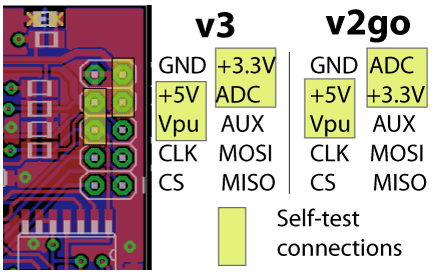 v3 v2go
GND +3.3V GND ADC
+5V ADC +5V +3.3V
Vpu AUX Vpu AUX
CLK MOSI CLK MOSI
CS MISO CS MISO
Self-test
connections